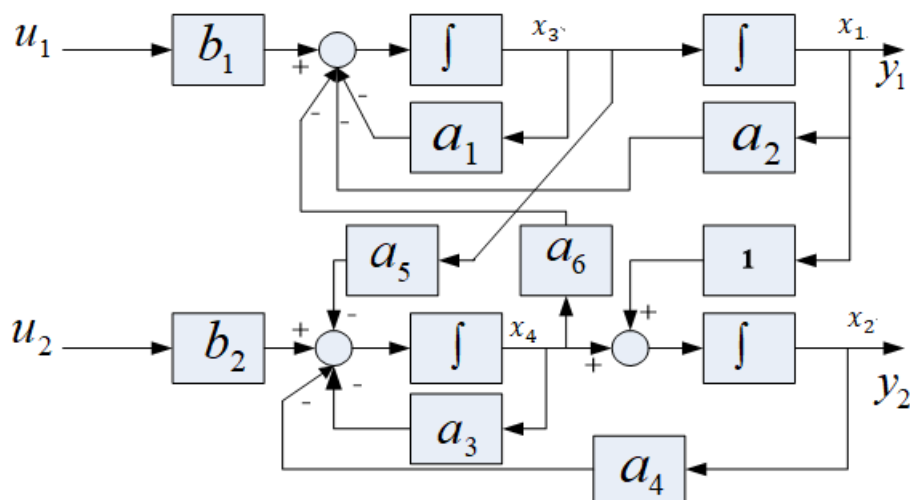 u₁ b₁ + ∫ x₃ ∫ x₁ y₁
- - - a₁ a₂
a₅ a₆ 1
u₂ b₂ + - ∫ x₄ + + ∫ x₂ y₂
- - a₃
a₄